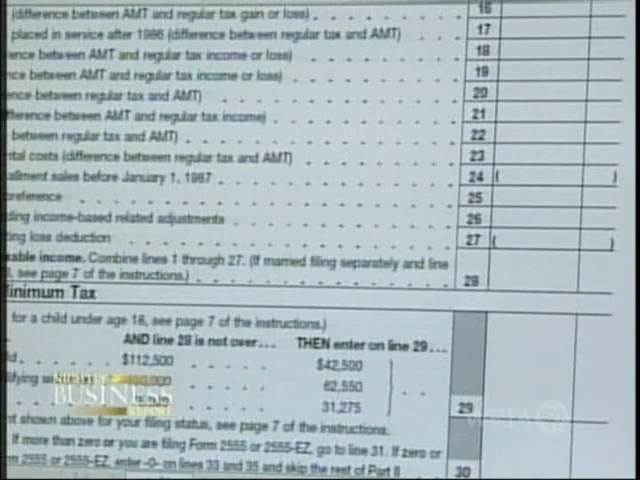 (difference between AMT and regular tax gain or loss) 16
placed in service after 1986 (difference between regular tax and AMT) 17
ence between AMT and regular tax income or loss) 18
nce between AMT and regular tax income or loss) 19
ence between regular tax and AMT) 20
fference between AMT and regular tax income) 21
between regular tax and AMT) 22
ntal costs (difference between regular tax and AMT) 23
allment sales before January 1, 1987 24 ( )
preference 25
ding income-based related adjustments 26
ting loss deduction 27 ( )
xable income. Combine lines 1 through 27. (If married filing separately and line
, see page 7 of the instructions.) 28
Minimum Tax
for a child under age 18, see page 7 of the instructions.)
AND line 29 is not over... THEN enter on line 29...
ld $112,500 $42,500
lifying 62,550
31,275 29
NIGHTLY
BUSINESS
REPORT
nt shown above for your filing status, see page 7 of the instructions.
If more than zero or you are filing Form 2555 or 2555-EZ, go to line 31. If zero or
m 2555 or 2555-EZ, enter -0- on lines 33 and 35 and skip the rest of Part II 30